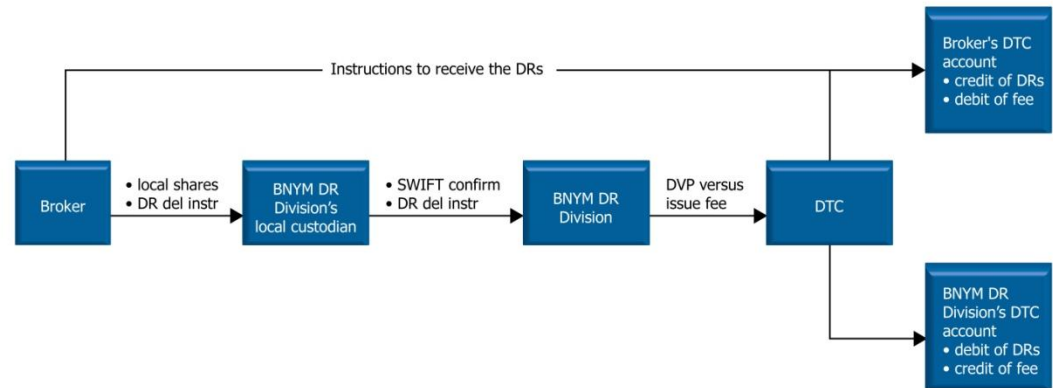 Instructions to receive the DRs
Broker's DTC
account
• credit of DRs
• debit of fee
Broker
• local shares
• DR del instr
BNYM DR
Division's
local custodian
• SWIFT confirm
• DR del instr
BNYM DR
Division
DVP versus
issue fee
DTC
BNYM DR
Division's DTC
account
• debit of DRs
• credit of fee